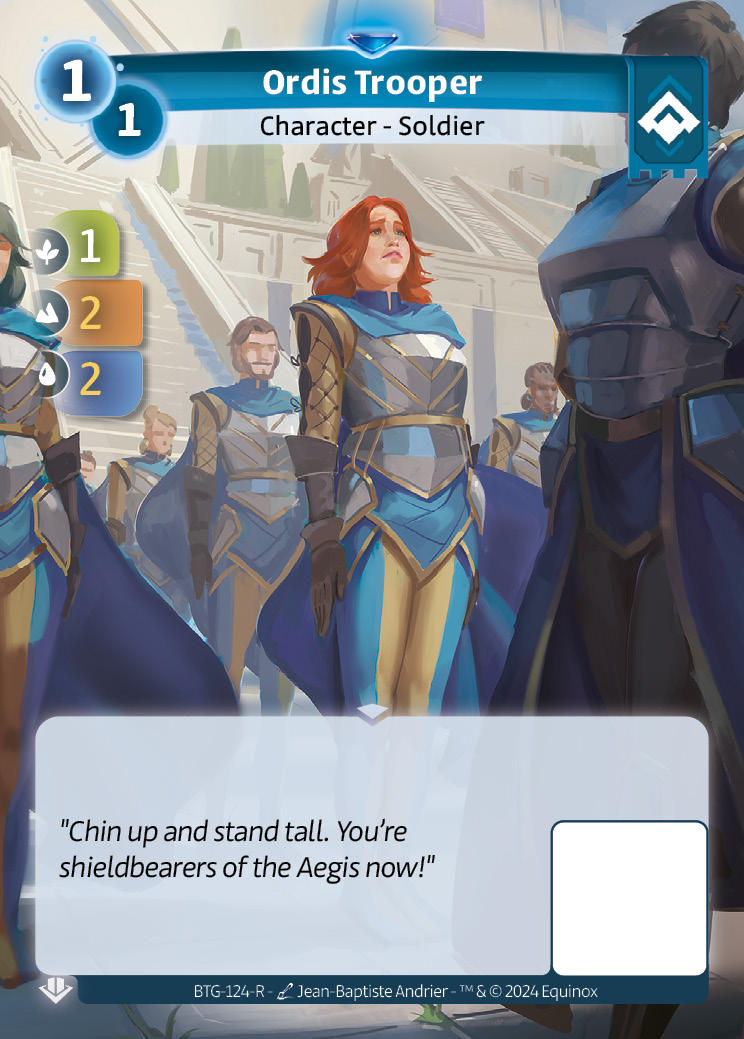 1
Ordis Trooper
1
Character - Soldier
1
2
2
"Chin up and stand tall. You’re
shieldbearers of the Aegis now!"
BTG-124-R - Jean-Baptiste Andrier - ™ & © 2024 Equinox